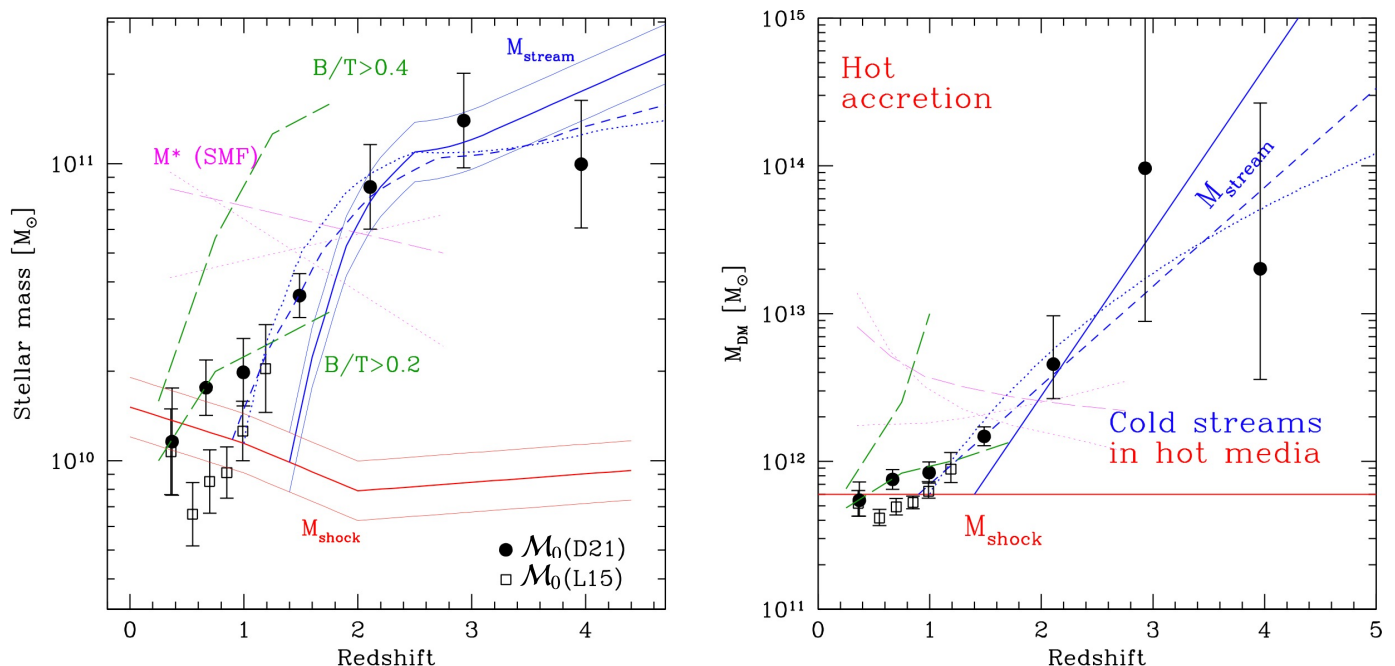 B/T>0.4
M_stream
M* (SMF)
10^11
Stellar mass [M_⊙]
B/T>0.2
10^10
M_shock
M_0(D21)
M_0(L15)
0 1 2 3 4
Redshift
10^15
Hot
accretion
10^14
M_stream
M_DM [M_⊙]
10^13
Cold streams
in hot media
10^12
M_shock
10^11
0 1 2 3 4 5
Redshift